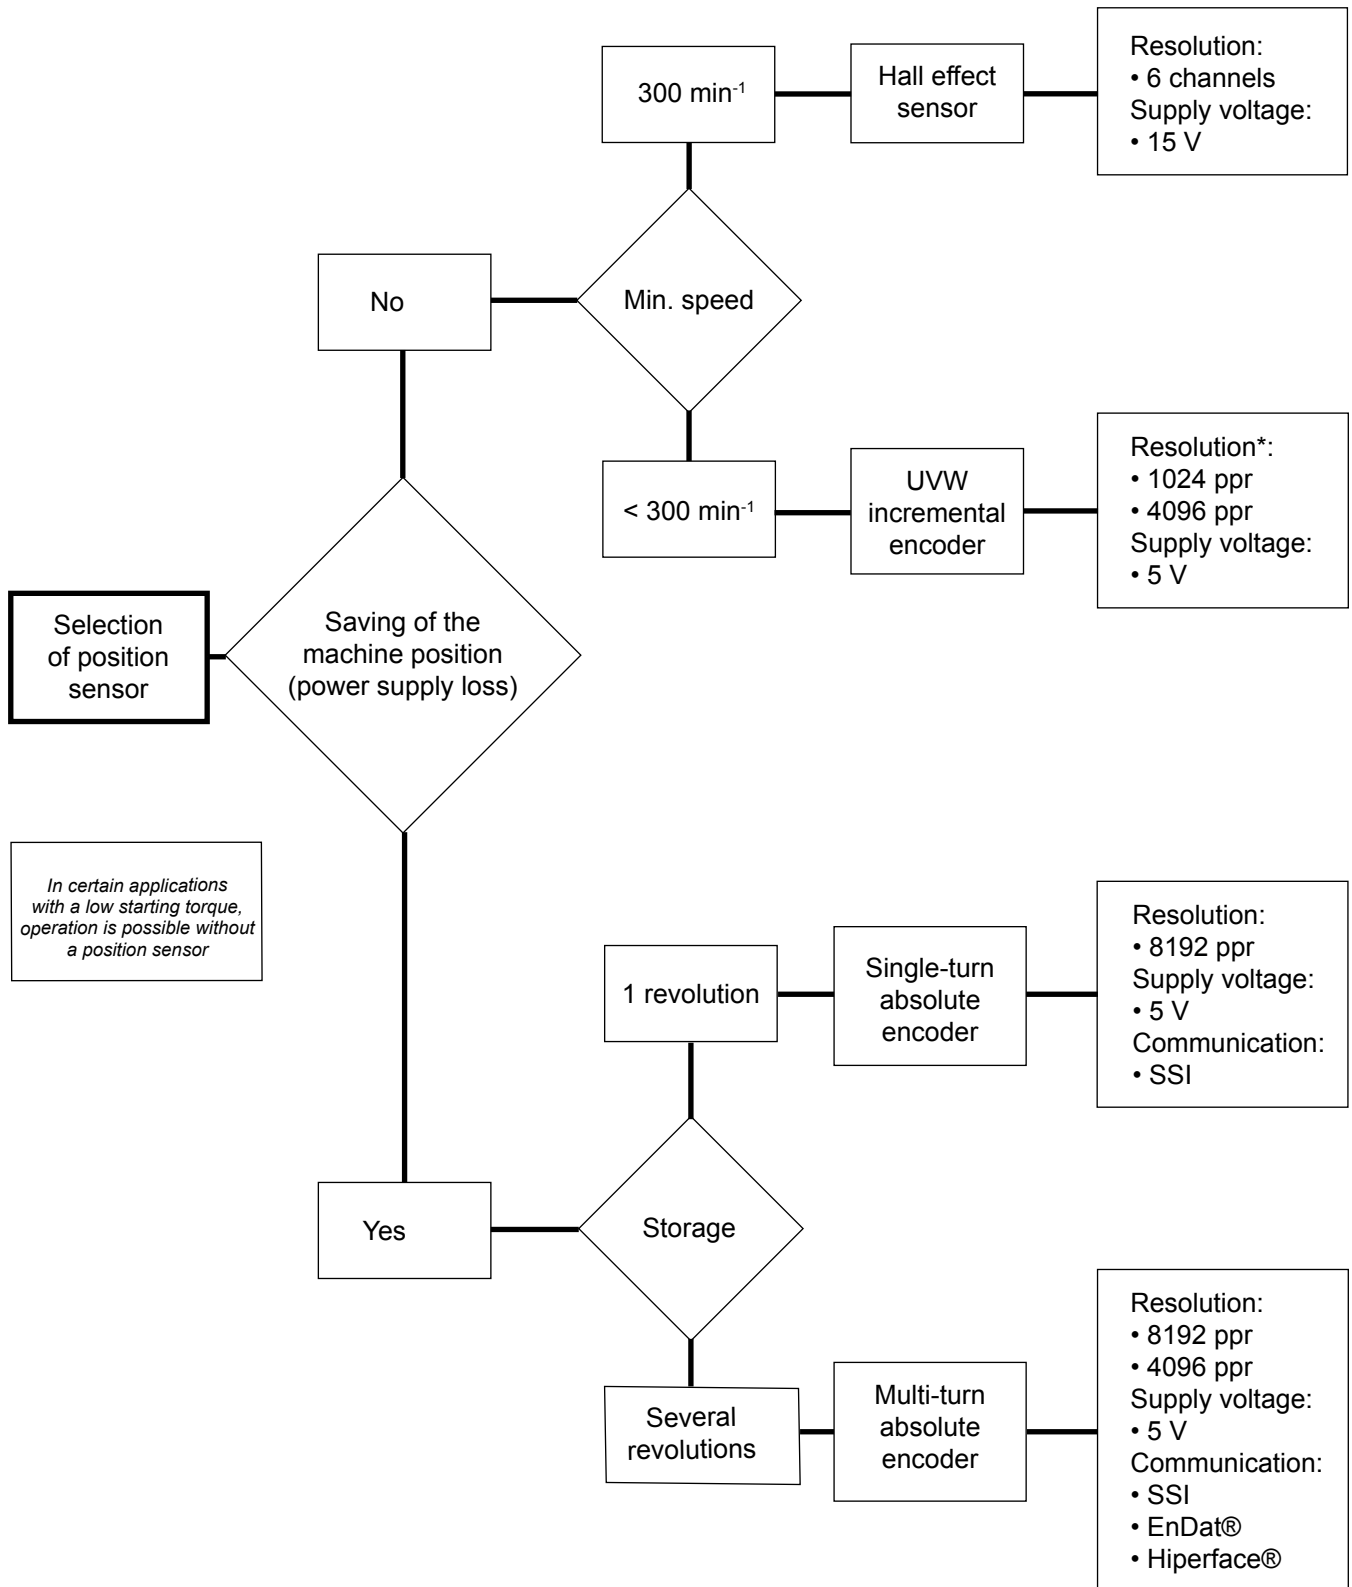 300 min-1
Hall effect
sensor
Resolution:
• 6 channels
Supply voltage:
• 15 V
No
Min. speed
< 300 min-1
UVW
incremental
encoder
Resolution*:
• 1024 ppr
• 4096 ppr
Supply voltage:
• 5 V
Selection
of position
sensor
Saving of the
machine position
(power supply loss)
In certain applications
with a low starting torque,
operation is possible without
a position sensor
1 revolution
Single-turn
absolute
encoder
Resolution:
• 8192 ppr
Supply voltage:
• 5 V
Communication:
• SSI
Yes
Storage
Several
revolutions
Multi-turn
absolute
encoder
Resolution:
• 8192 ppr
• 4096 ppr
Supply voltage:
• 5 V
Communication:
• SSI
• EnDat®
• Hiperface®